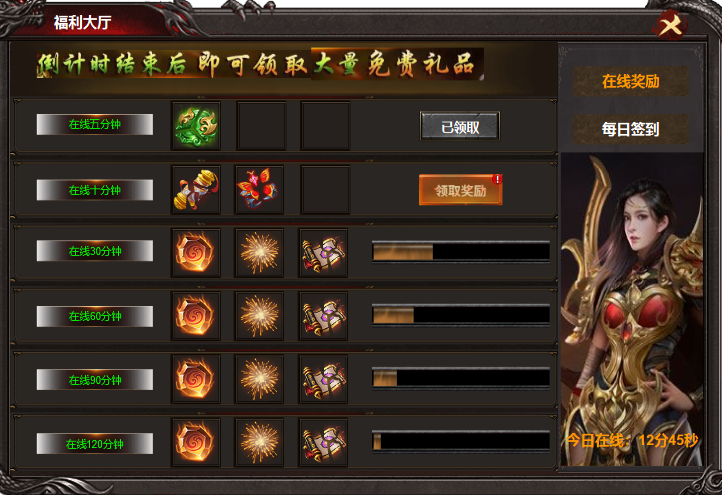 福利大厅
倒计时结束后即可领取大量免费礼品
在线五分钟
已领取
在线十分钟
领取奖励
!
在线30分钟
在线60分钟
在线90分钟
在线120分钟
在线奖励
每日签到
今日在线：12分45秒